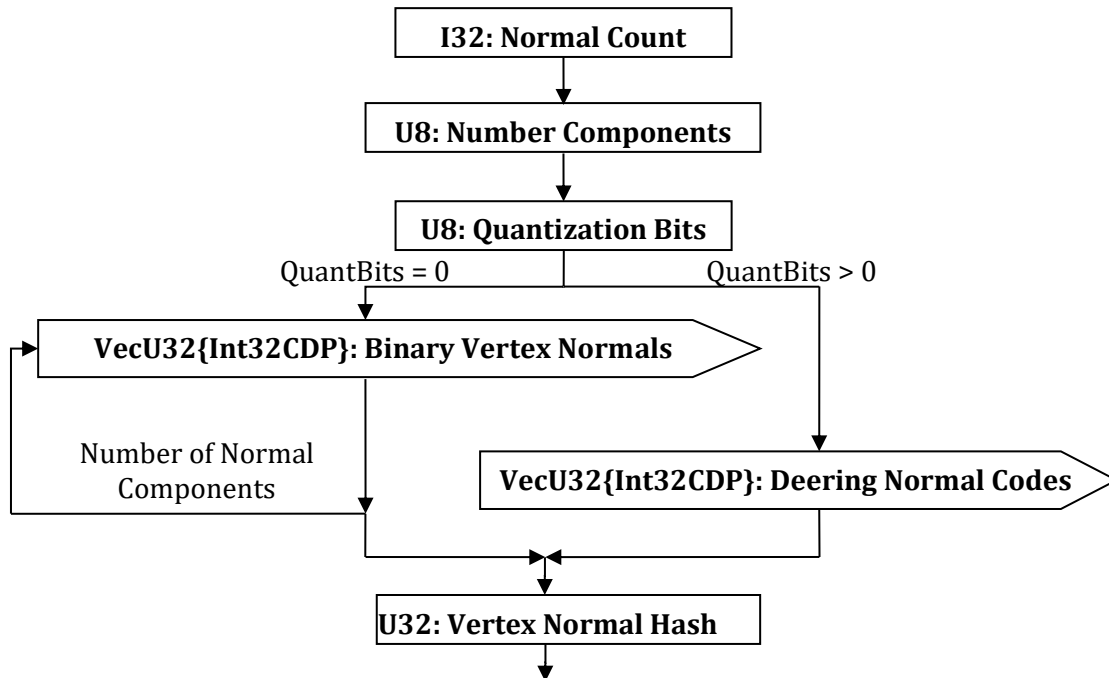 I32: Normal Count
U8: Number Components
U8: Quantization Bits
QuantBits = 0
QuantBits > 0
VecU32{Int32CDP}: Binary Vertex Normals
Number of Normal
Components
VecU32{Int32CDP}: Deering Normal Codes
U32: Vertex Normal Hash